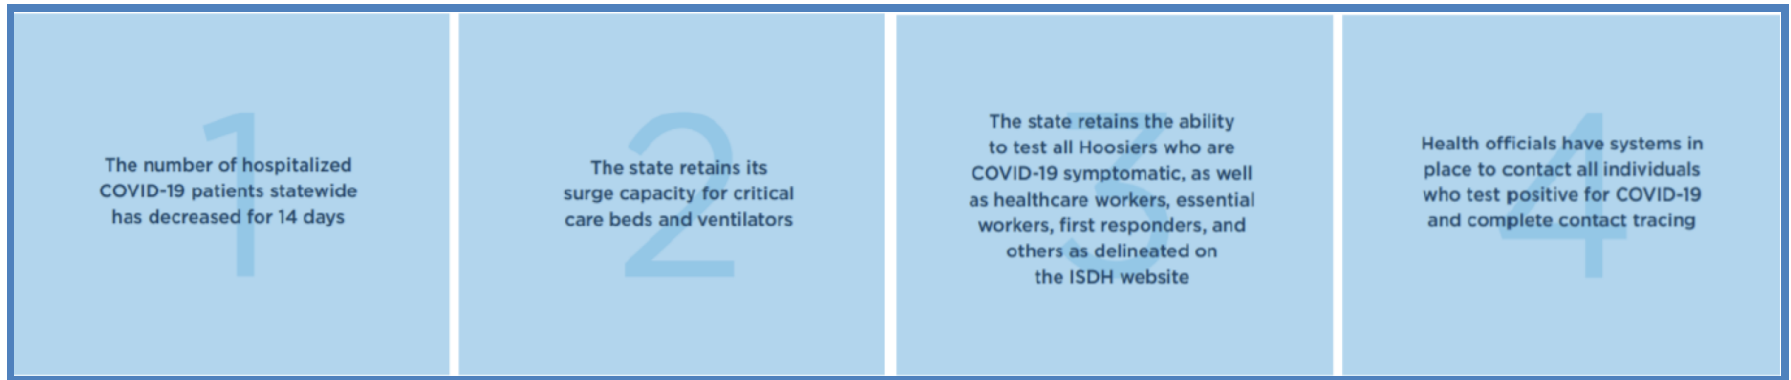 1
The number of hospitalized
COVID-19 patients statewide
has decreased for 14 days
2
The state retains its
surge capacity for critical
care beds and ventilators
3
The state retains the ability
to test all Hoosiers who are
COVID-19 symptomatic, as well
as healthcare workers, essential
workers, first responders, and
others as delineated on
the ISDH website
4
Health officials have systems in
place to contact all individuals
who test positive for COVID-19
and complete contact tracing